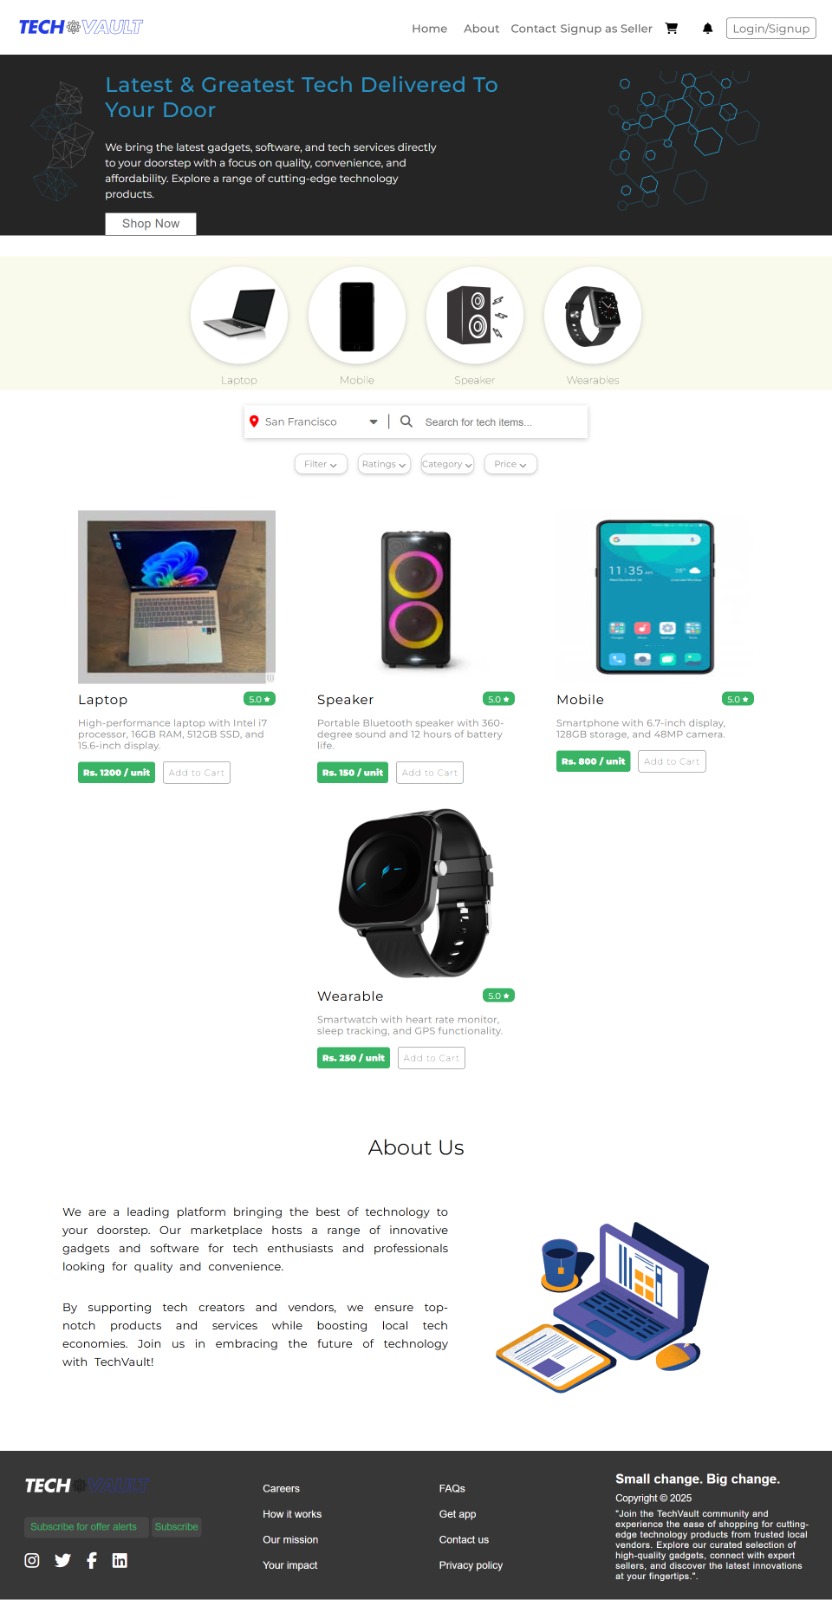 TECH VAULT
Home About Contact Signup as Seller Login/Signup
Latest & Greatest Tech Delivered To
Your Door
We bring the latest gadgets, software, and tech services directly
to your doorstep with a focus on quality, convenience, and
affordability. Explore a range of cutting-edge technology
products.
Shop Now
Laptop Mobile Speaker Wearables
San Francisco | Search for tech items...
Filter Ratings Category Price
11:35
Laptop 5.0
High-performance laptop with Intel i7
processor, 16GB RAM, 512GB SSD, and
15.6-inch display.
Rs. 1200 / unit Add to Cart
Speaker 5.0
Portable Bluetooth speaker with 360-
degree sound and 12 hours of battery
life.
Rs. 150 / unit Add to Cart
Mobile 5.0
Smartphone with 6.7-inch display,
128GB storage, and 48MP camera.
Rs. 800 / unit Add to Cart
Wearable 5.0
Smartwatch with heart rate monitor,
sleep tracking, and GPS functionality.
Rs. 250 / unit Add to Cart
About Us
We are a leading platform bringing the best of technology to
your doorstep. Our marketplace hosts a range of innovative
gadgets and software for tech enthusiasts and professionals
looking for quality and convenience.
By supporting tech creators and vendors, we ensure top-
notch products and services while boosting local tech
economies. Join us in embracing the future of technology
with TechVault!
TECH VAULT
Subscribe for offer alerts Subscribe
Careers
How it works
Our mission
Your impact
FAQs
Get app
Contact us
Privacy policy
Small change. Big change.
Copyright © 2025
"Join the TechVault community and
experience the ease of shopping for cutting-
edge technology products from trusted local
vendors. Explore our curated selection of
high-quality gadgets, connect with expert
sellers, and discover the latest innovations
at your fingertips.".